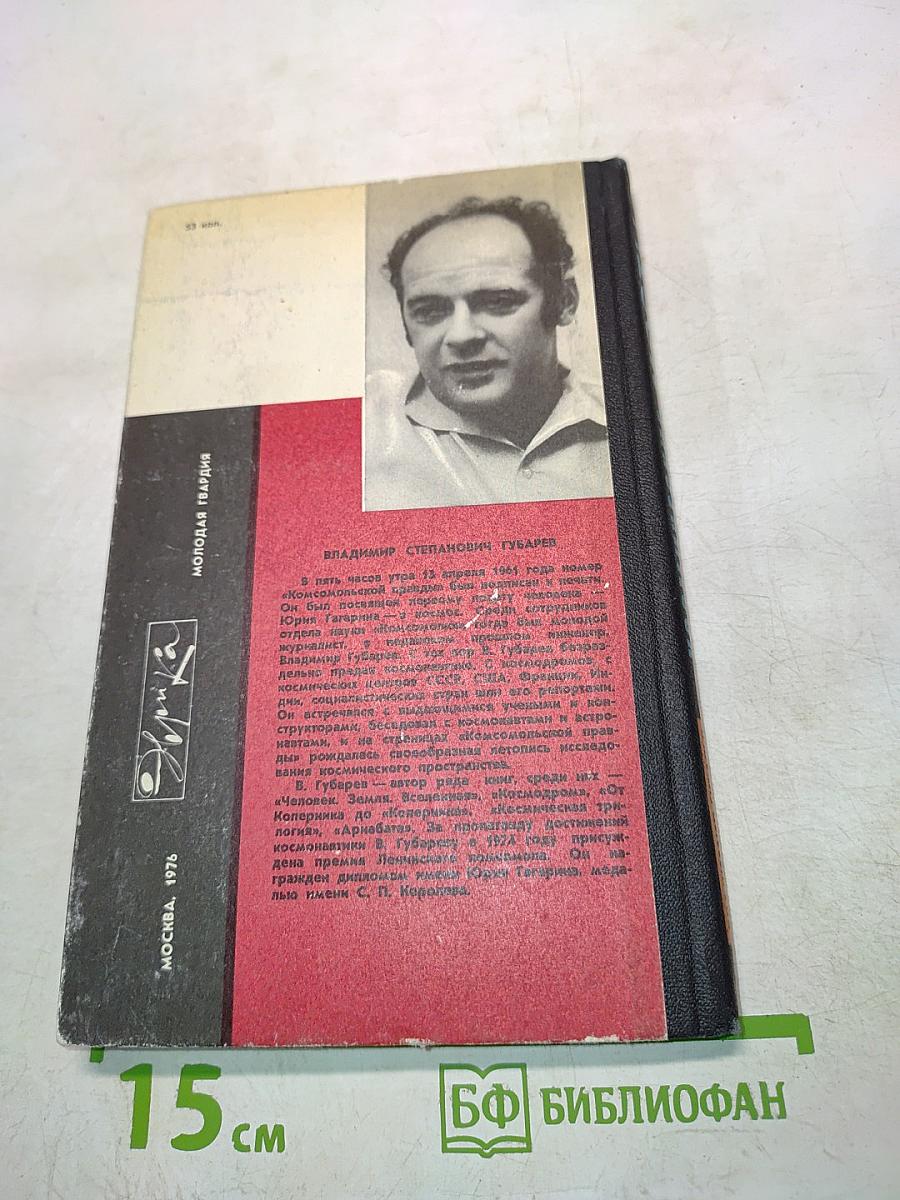 53 коп.
МОЛОДАЯ ГВАРДИЯ
Эврика
МОСКВА, 1976
ВЛАДИМИР СТЕПАНОВИЧ ГУБАРЕВ
В пять часов утра 13 апреля 1961 года номер
«Комсомольской правды» был подписан к печати.
Он был посвящен первому полету человека —
Юрия Гагарина — в космос. Среди сотрудников
отдела науки «Комсомолки» тогда был молодой
журналист, в недавнем прошлом инженер,
Владимир Губарев. С тех пор В. Губарев безраз-
дельно предан космонавтике. С космодромов, с
космических центров СССР, США, Франции, Ин-
дии, социалистических стран шли его репортажи.
Он встречался с выдающимися учеными и кон-
структорами, беседовал с космонавтами и астро-
навтами, и на страницах «Комсомольской прав-
ды» рождалась своеобразная летопись исследо-
вания космического пространства.
В. Губарев — автор ряда книг, среди них —
«Человек. Земля. Вселенная», «Космодром», «От
Коперника до «Коперника», «Космическая три-
логия», «Ариабата». За пропаганду достижений
космонавтики В. Губареву в 1974 году присуж-
дена премия Ленинского комсомола. Он на-
гражден дипломом имени Юрия Гагарина, меда-
лью имени С. П. Королева.
15 см
БФ БИБЛИОФАН